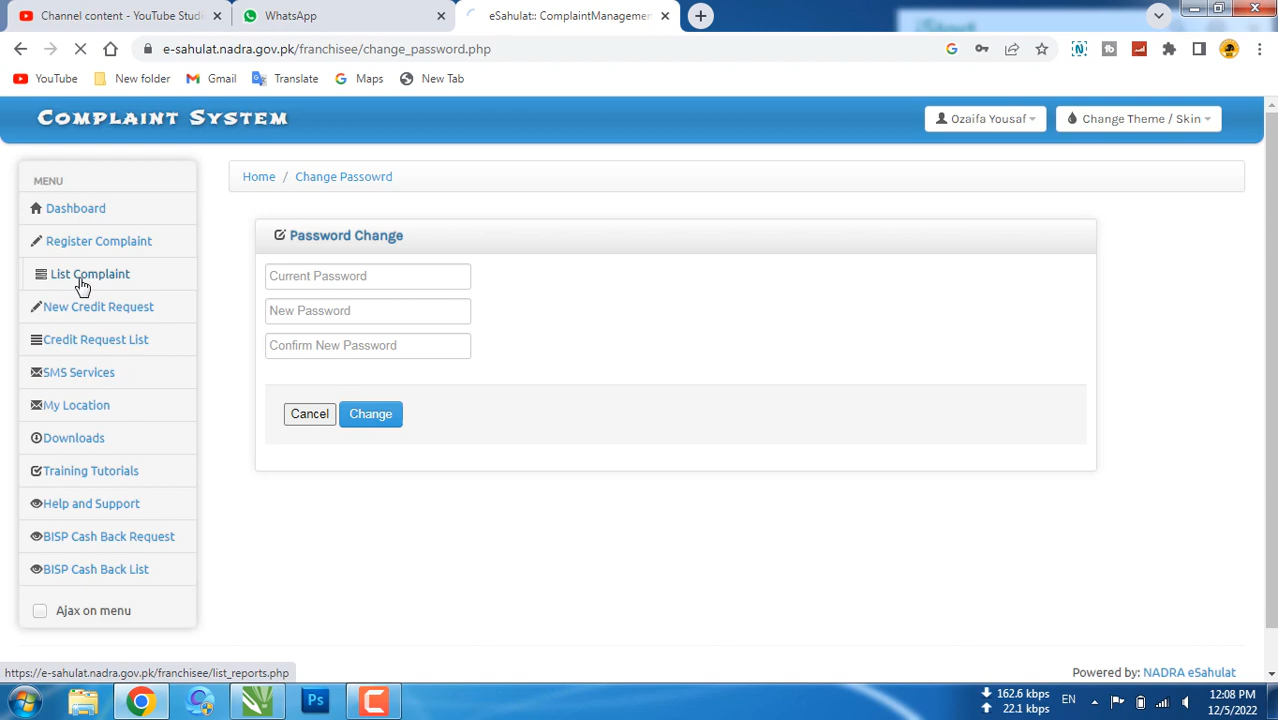 Channel content - YouTube Studi
WhatsApp
eSahulat:: ComplaintManagemen
e-sahulat.nadra.gov.pk/franchisee/change_password.php
YouTube
New folder
Gmail
Translate
Maps
New Tab
Complaint System
Ozaifa Yousaf
Change Theme / Skin
MENU
Dashboard
Register Complaint
List Complaint
New Credit Request
Credit Request List
SMS Services
My Location
Downloads
Training Tutorials
Help and Support
BISP Cash Back Request
BISP Cash Back List
Ajax on menu
Home / Change Passowrd
Password Change
Current Password
New Password
Confirm New Password
Cancel
Change
Powered by: NADRA eSahulat
https://e-sahulat.nadra.gov.pk/franchisee/list_reports.php
Ps
162.6 kbps
22.1 kbps
EN
12:08 PM
12/5/2022